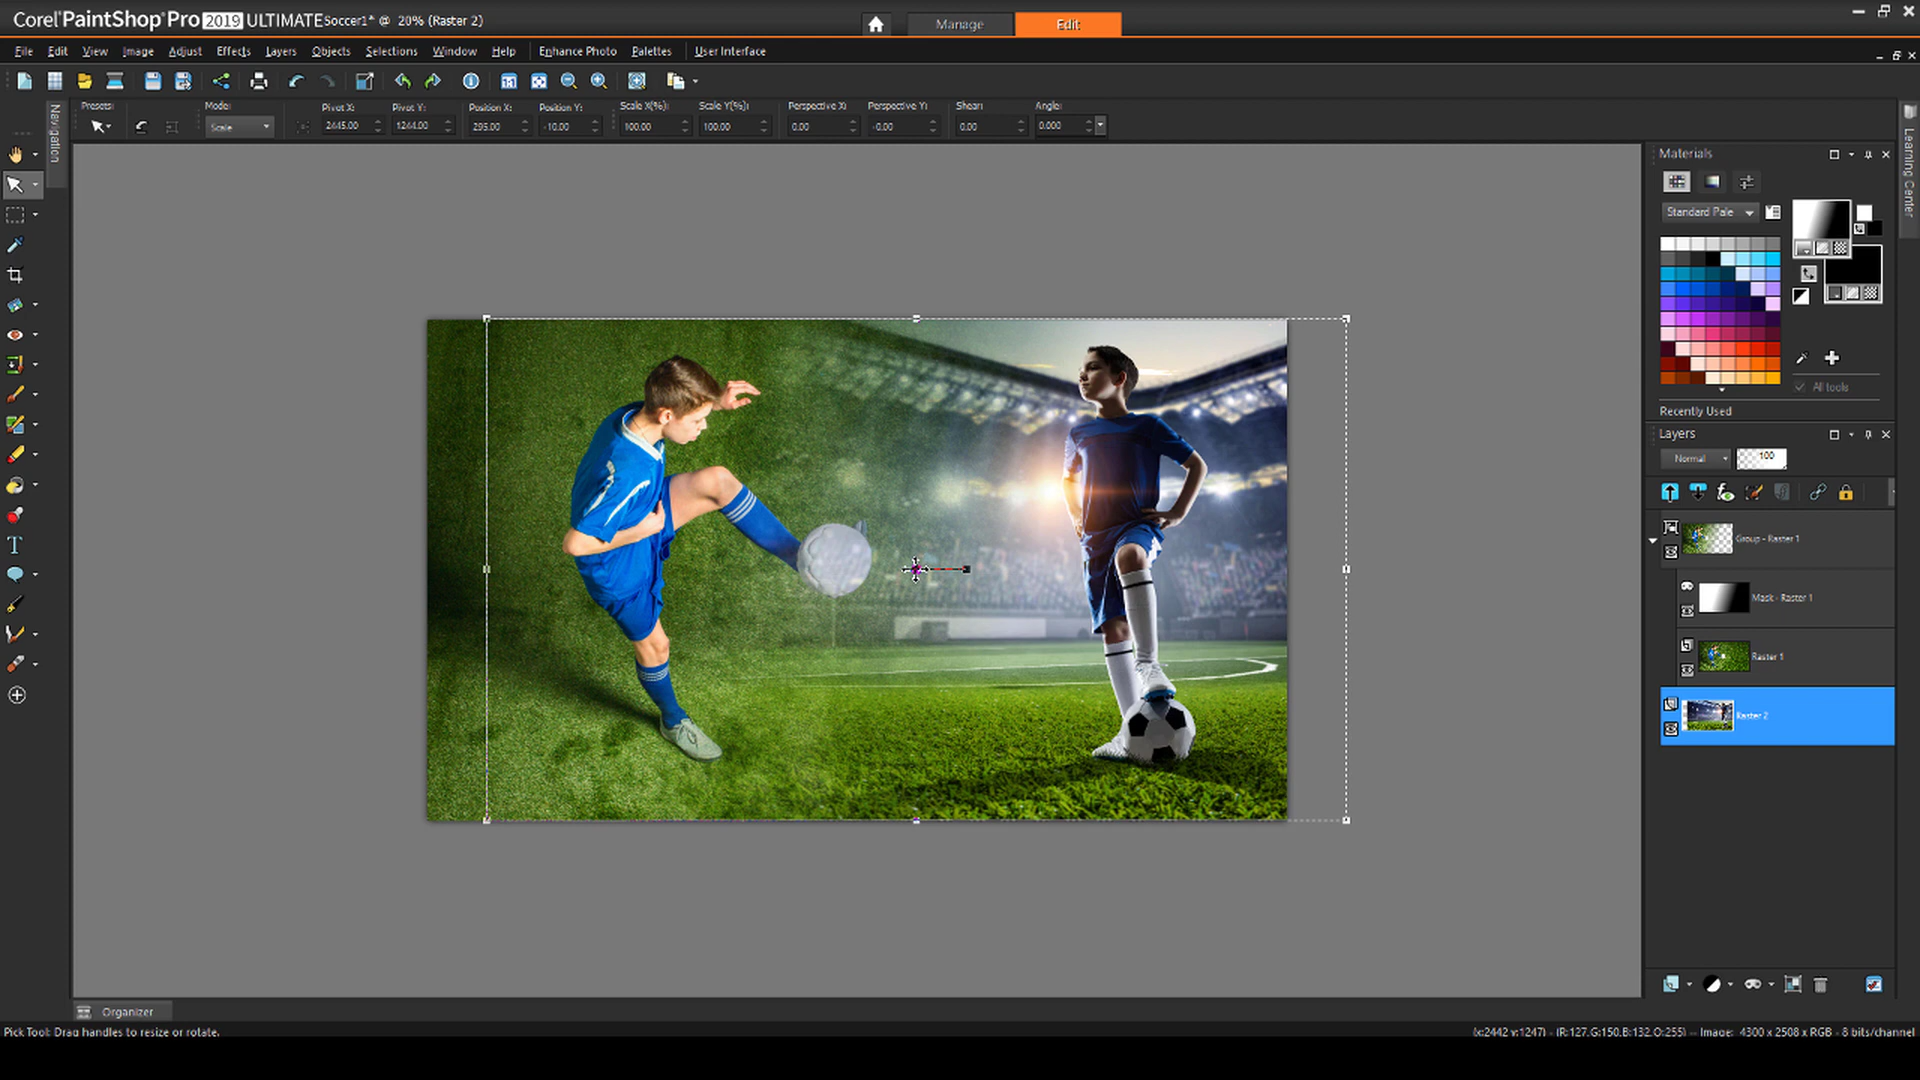 Corel PaintShop Pro 2019 ULTIMATE Soccer1* @ 20% (Raster 2)
Manage
Edit
File Edit View Image Adjust Effects Layers Objects Selections Window Help Enhance Photo Palettes User Interface
Presets: Mode: Pivot X: Pivot Y: Position X: Position Y: Scale X(%): Scale Y(%): Perspective X: Perspective Y: Shear: Angle:
Scale 2445.00 1244.00 295.00 -10.00 100.00 100.00 0.00 -0.00 0.00 0.000
Navigation
Learning Center
Materials
Standard Pale
All tools
Recently Used
Layers
Normal 100
Group - Raster 1
Mask - Raster 1
Raster 1
Raster 2
Organizer
Pick Tool: Drag handles to resize or rotate.
(x:2442 y:1247) - (R:127,G:150,B:132,O:255) -- Image: 4300 x 2508 x RGB - 8 bits/channel